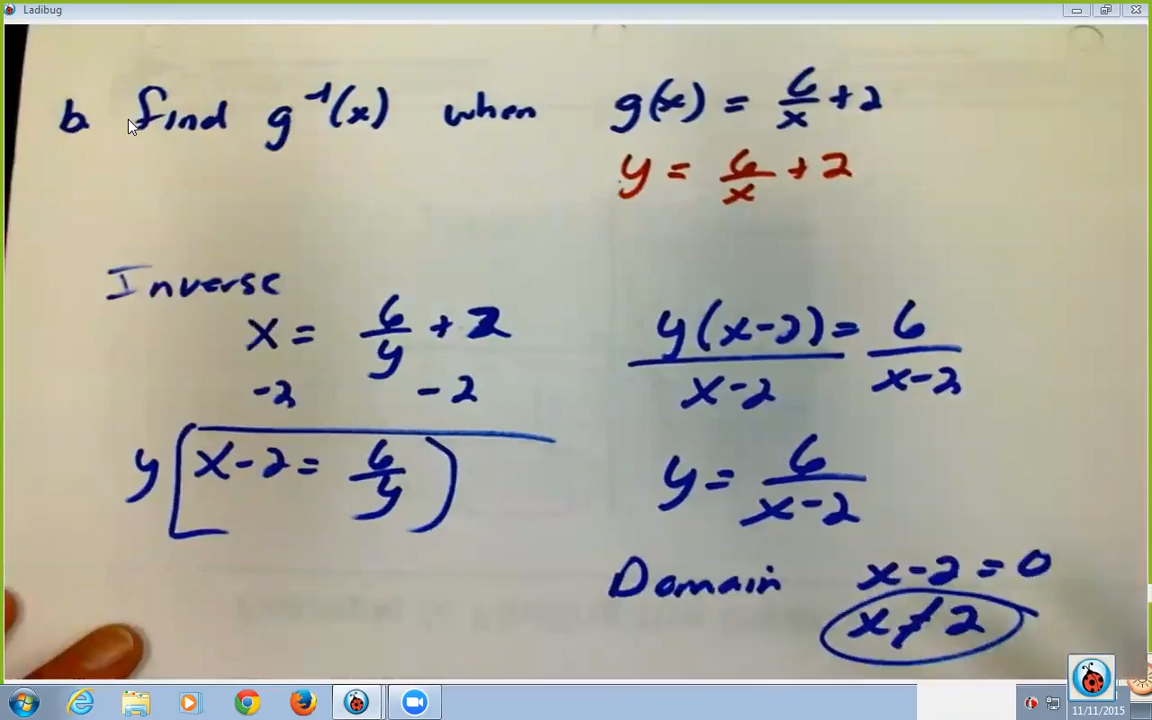 Ladibug
b Find g⁻¹(x) when g(x) = 6/x + 2
y = 6/x + 2
Inverse
x = 6/y + 2
-2 -2
y[x-2 = 6/y)
y(x-2)/x-2 = 6/x-2
y = 6/x-2
Domain x-2=0
x≠2
11/11/2015